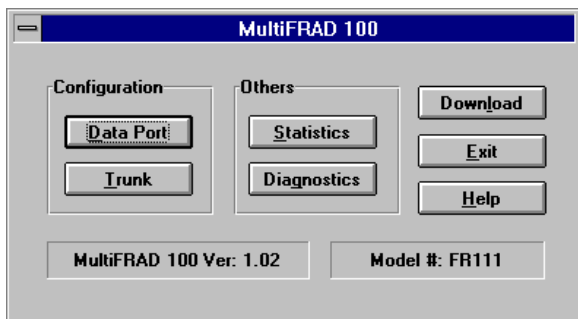 MultiFRAD 100
Configuration
Data Port
Trunk
Others
Statistics
Diagnostics
Download
Exit
Help
MultiFRAD 100 Ver: 1.02
Model #: FR111